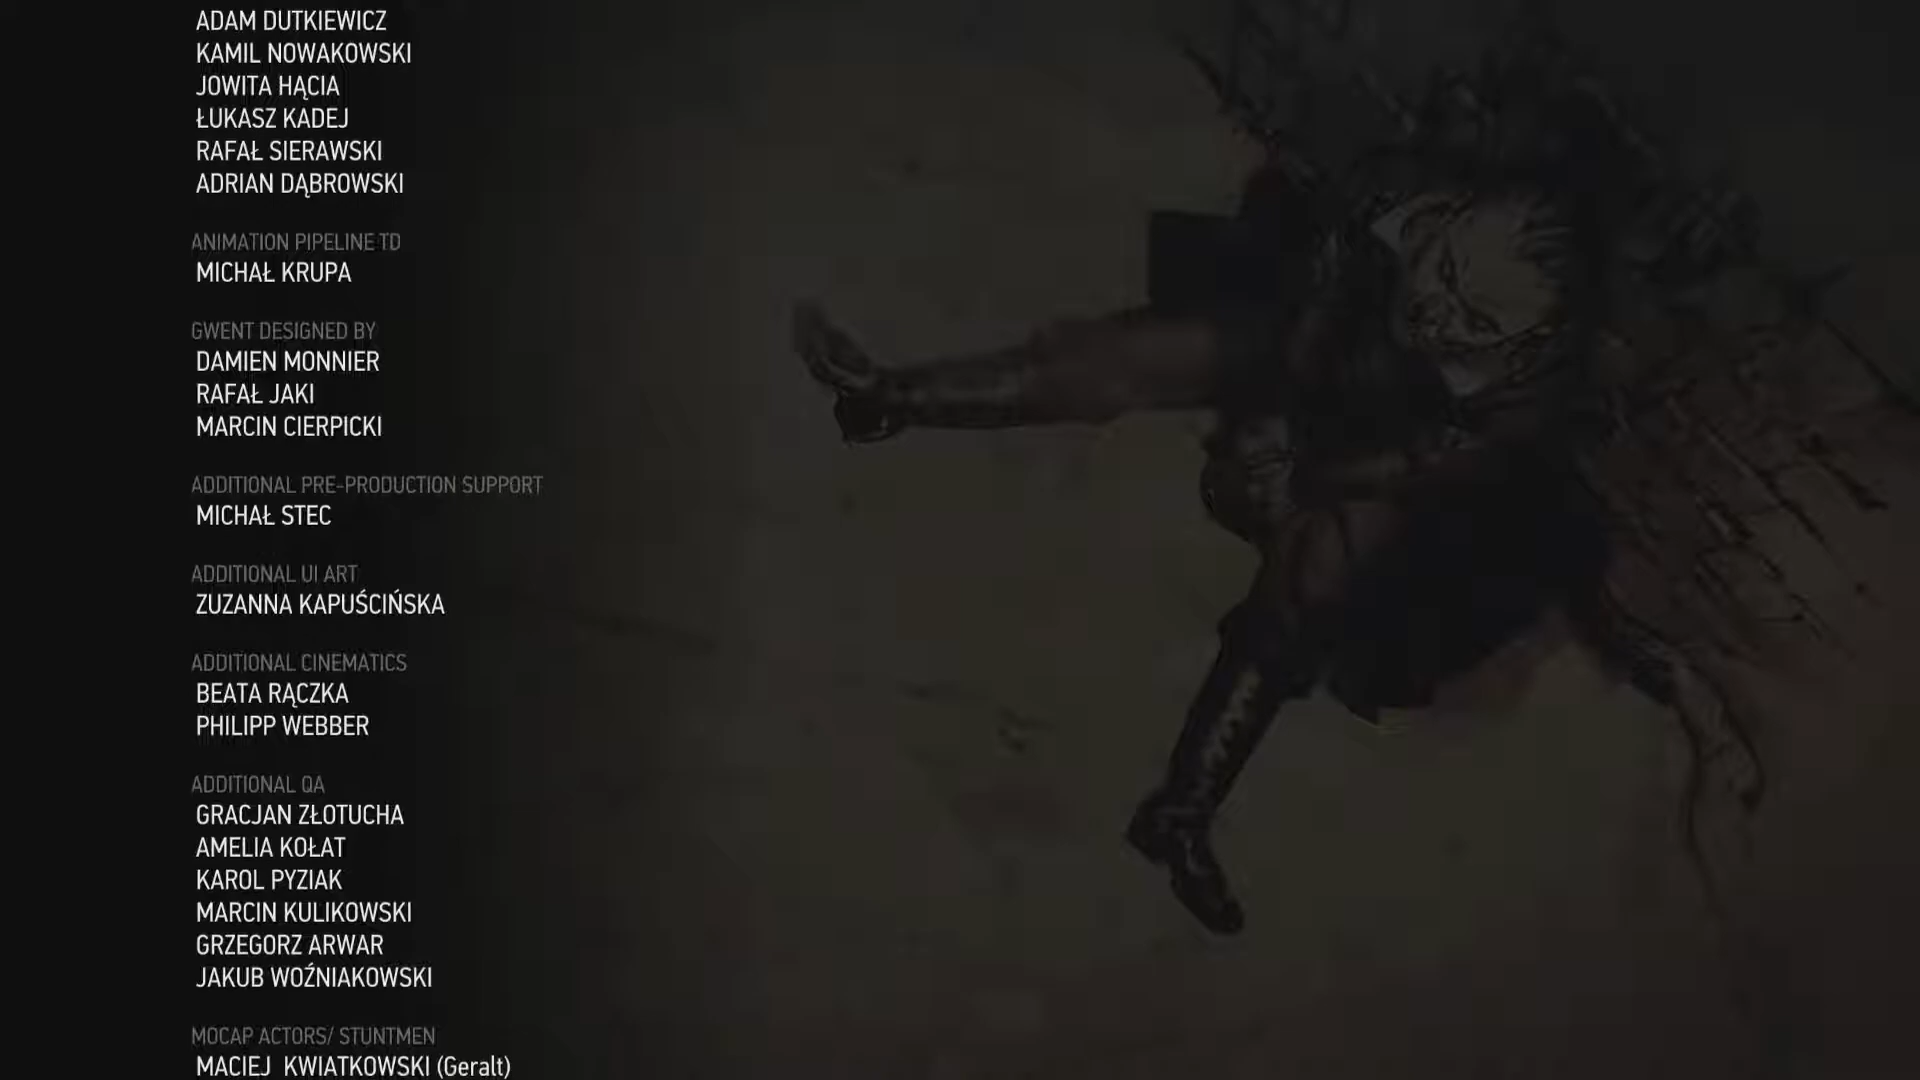 ADAM DUTKIEWICZ
KAMIL NOWAKOWSKI
JOWITA HĄCIA
ŁUKASZ KADEJ
RAFAŁ SIERAWSKI
ADRIAN DĄBROWSKI
ANIMATION PIPELINE TD
MICHAŁ KRUPA
GWENT DESIGNED BY
DAMIEN MONNIER
RAFAŁ JAKI
MARCIN CIERPICKI
ADDITIONAL PRE-PRODUCTION SUPPORT
MICHAŁ STEC
ADDITIONAL UI ART
ZUZANNA KAPUŚCIŃSKA
ADDITIONAL CINEMATICS
BEATA RĄCZKA
PHILIPP WEBBER
ADDITIONAL QA
GRACJAN ZŁOTUCHA
AMELIA KOŁAT
KAROL PYZIAK
MARCIN KULIKOWSKI
GRZEGORZ ARWAR
JAKUB WOŹNIAKOWSKI
MOCAP ACTORS/ STUNTMEN
MACIEJ  KWIATKOWSKI (Geralt)